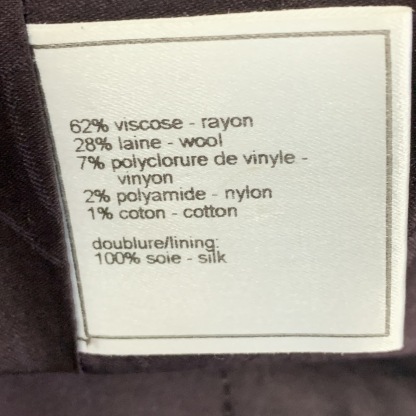 62% viscose - rayon
28% laine - wool
7% polyclorure de vinyle -
vinyon
2% polyamide - nylon
1% coton - cotton
doublure/lining:
100% soie - silk